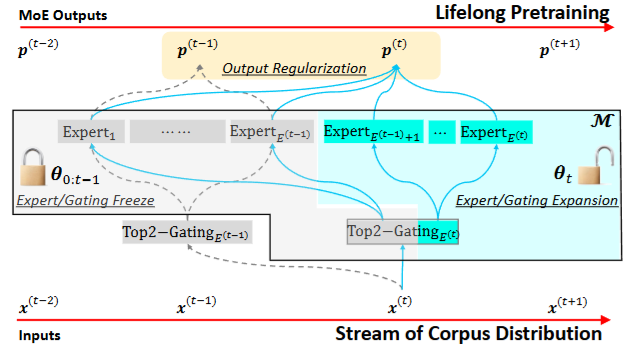 MoE Outputs Lifelong Pretraining
p^(t−2) p^(t−1) p^(t) p^(t+1)
Output Regularization
Expert_1 ...... Expert_E^(t−1) Expert_E^(t−1)+1 ... Expert_E^(t) ℳ
θ_0:t−1 θ_t
Expert/Gating Freeze Expert/Gating Expansion
Top2−Gating_E^(t−1) Top2−Gating_E^(t)
x^(t−2) x^(t−1) x^(t) x^(t+1)
Inputs Stream of Corpus Distribution